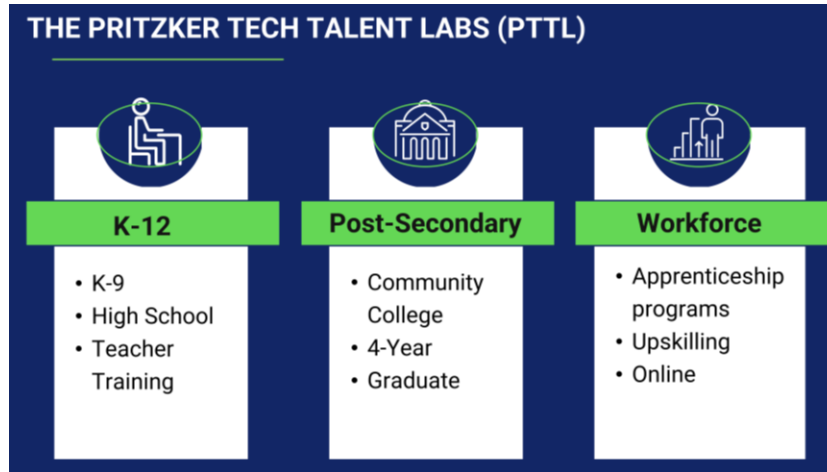 THE PRITZKER TECH TALENT LABS (PTTL)
K-12
• K-9
• High School
• Teacher
Training
Post-Secondary
• Community
College
• 4-Year
• Graduate
Workforce
• Apprenticeship
programs
• Upskilling
• Online